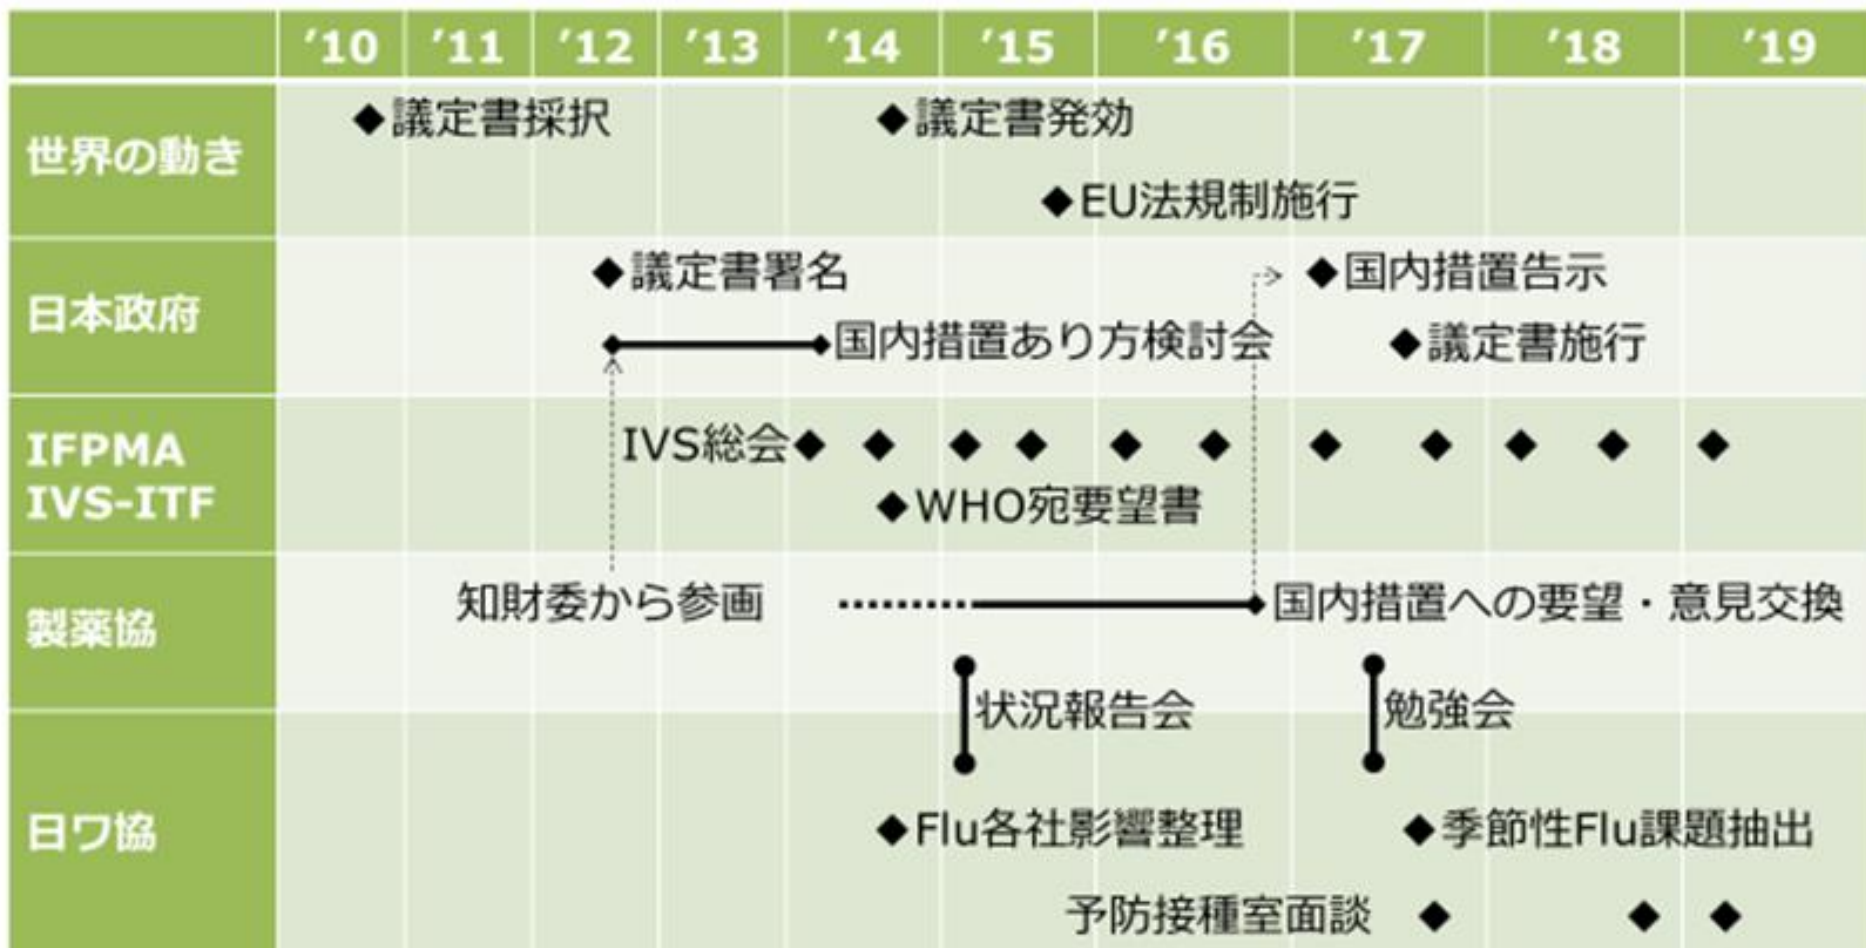 ’10 ’11 ’12 ’13 ’14 ’15 ’16 ’17 ’18 ’19
世界の動き
◆議定書採択
◆議定書発効
◆EU法規制施行
日本政府
◆議定書署名
◆国内措置告示
国内措置あり方検討会
◆議定書施行
IFPMA
IVS-ITF
IVS総会
◆WHO宛要望書
製薬協
知財委から参画
国内措置への要望・意見交換
状況報告会
勉強会
日ワ協
◆Flu各社影響整理
◆季節性Flu課題抽出
予防接種室面談